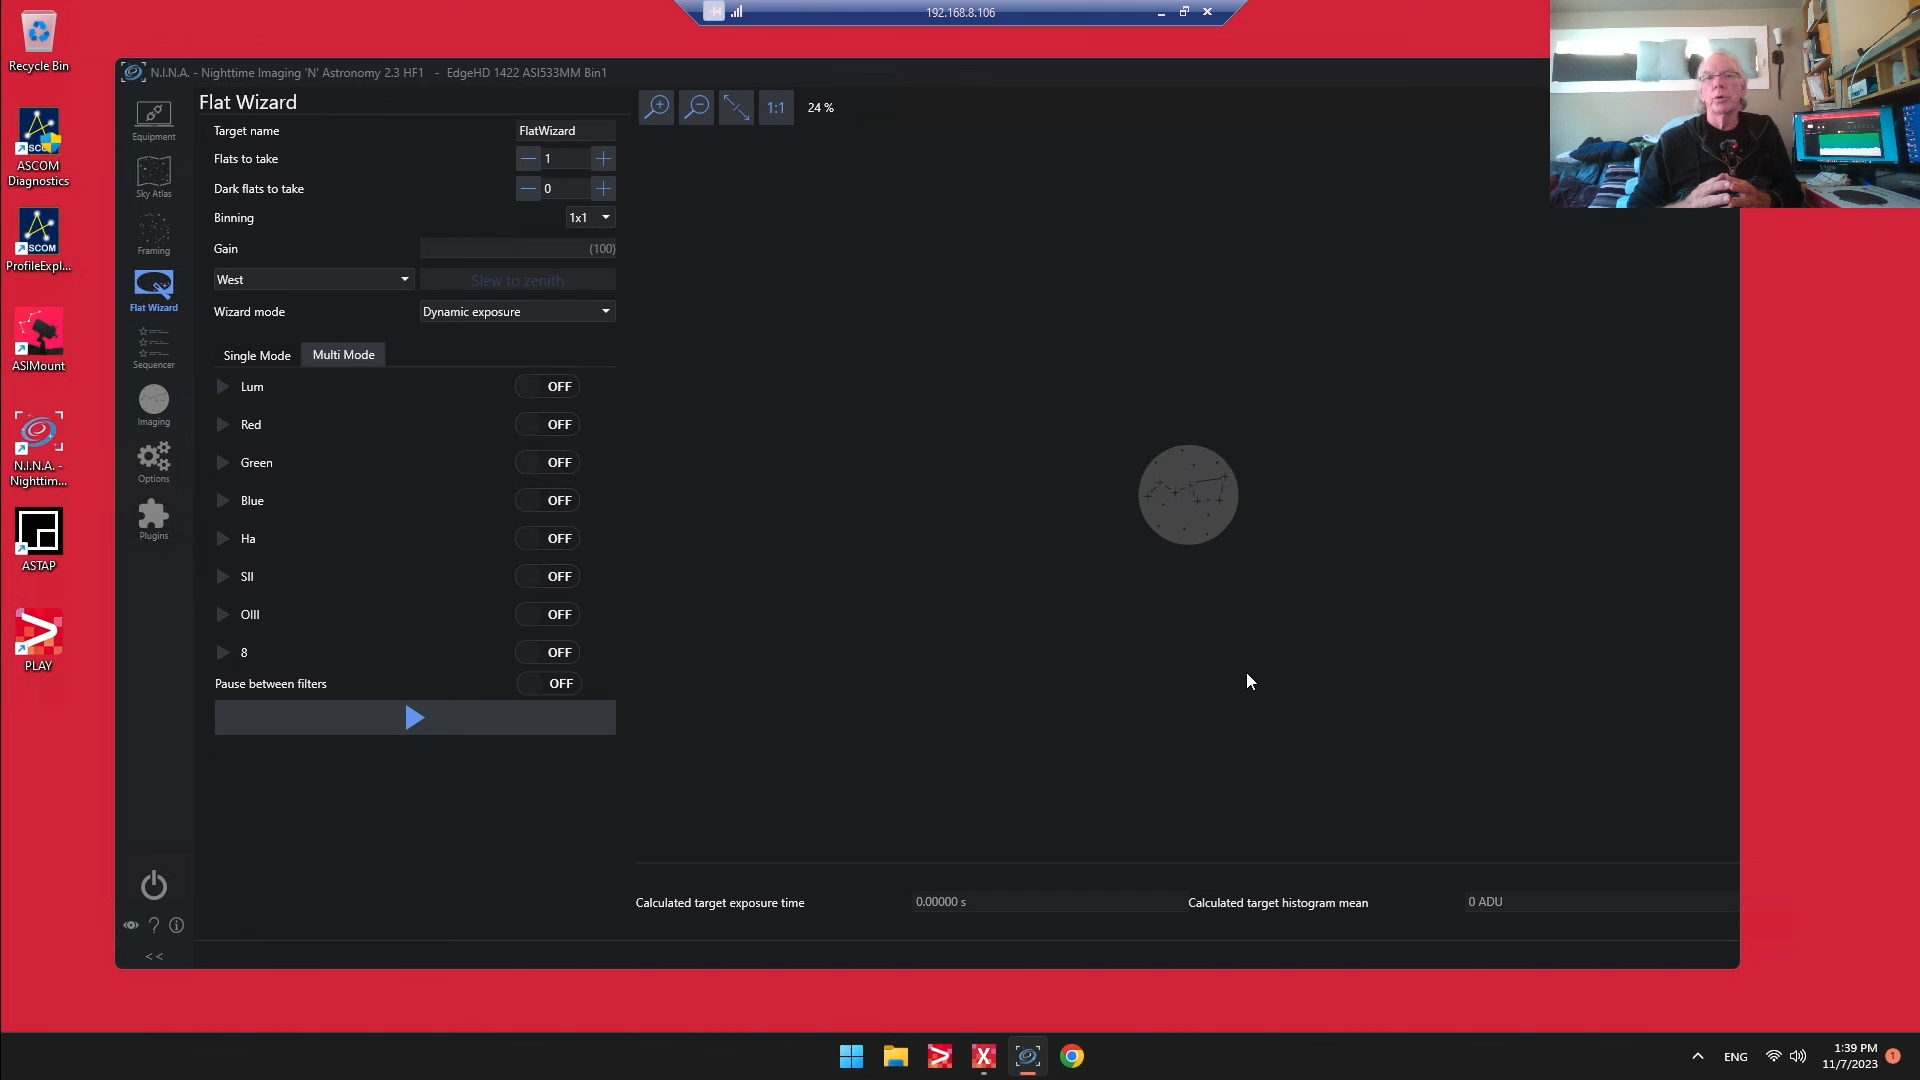 192.168.8.106
Recycle Bin
N.I.N.A. - Nighttime Imaging 'N' Astronomy 2.3 HF1 - EdgeHD 1422 ASI533MM Bin1
ASCOM
Diagnostics
SCOM
ProfileExpl...
ASIMount
N.I.N.A. -
Nighttim...
ASTAP
PLAY
Equipment
Sky Atlas
Framing
Flat Wizard
Sequencer
Imaging
Options
Plugins
<<
Flat Wizard
Target name FlatWizard
Flats to take 1
Dark flats to take 0
Binning 1x1
Gain (100)
West Slew to zenith
Wizard mode Dynamic exposure
Single Mode Multi Mode
Lum OFF
Red OFF
Green OFF
Blue OFF
Ha OFF
SII OFF
OIII OFF
8 OFF
Pause between filters OFF
1:1 24 %
Calculated target exposure time 0.00000 s Calculated target histogram mean 0 ADU
ENG
1:39 PM
11/7/2023
1